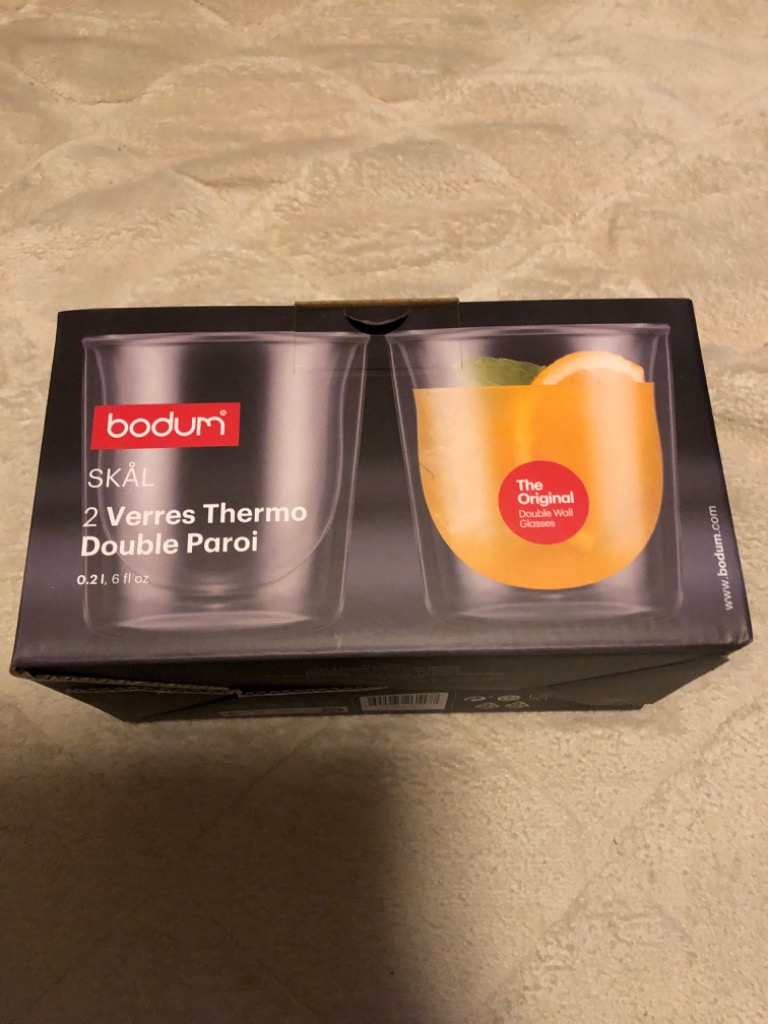 bodum®
SKÅL
2 Verres Thermo
Double Paroi
0.2 l, 6 fl oz
The
Original
Double Wall
Glasses
www.bodum.com